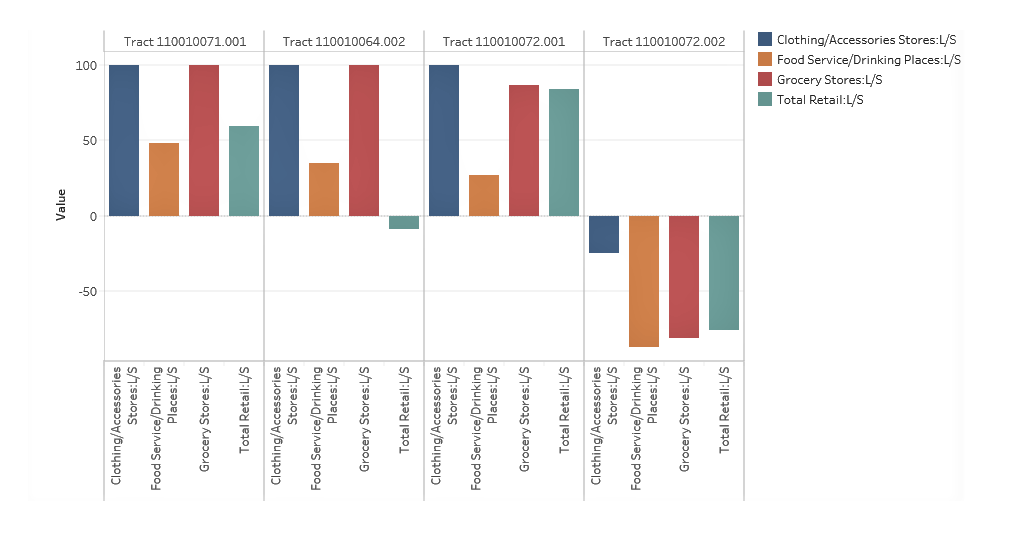 Tract 110010071.001
Tract 110010064.002
Tract 110010072.001
Tract 110010072.002
Clothing/Accessories Stores:L/S
Food Service/Drinking Places:L/S
Grocery Stores:L/S
Total Retail:L/S
Value
100
50
0
-50
Clothing/Accessories
Stores:L/S
Food Service/Drinking
Places:L/S
Grocery Stores:L/S
Total Retail:L/S
Clothing/Accessories
Stores:L/S
Food Service/Drinking
Places:L/S
Grocery Stores:L/S
Total Retail:L/S
Clothing/Accessories
Stores:L/S
Food Service/Drinking
Places:L/S
Grocery Stores:L/S
Total Retail:L/S
Clothing/Accessories
Stores:L/S
Food Service/Drinking
Places:L/S
Grocery Stores:L/S
Total Retail:L/S